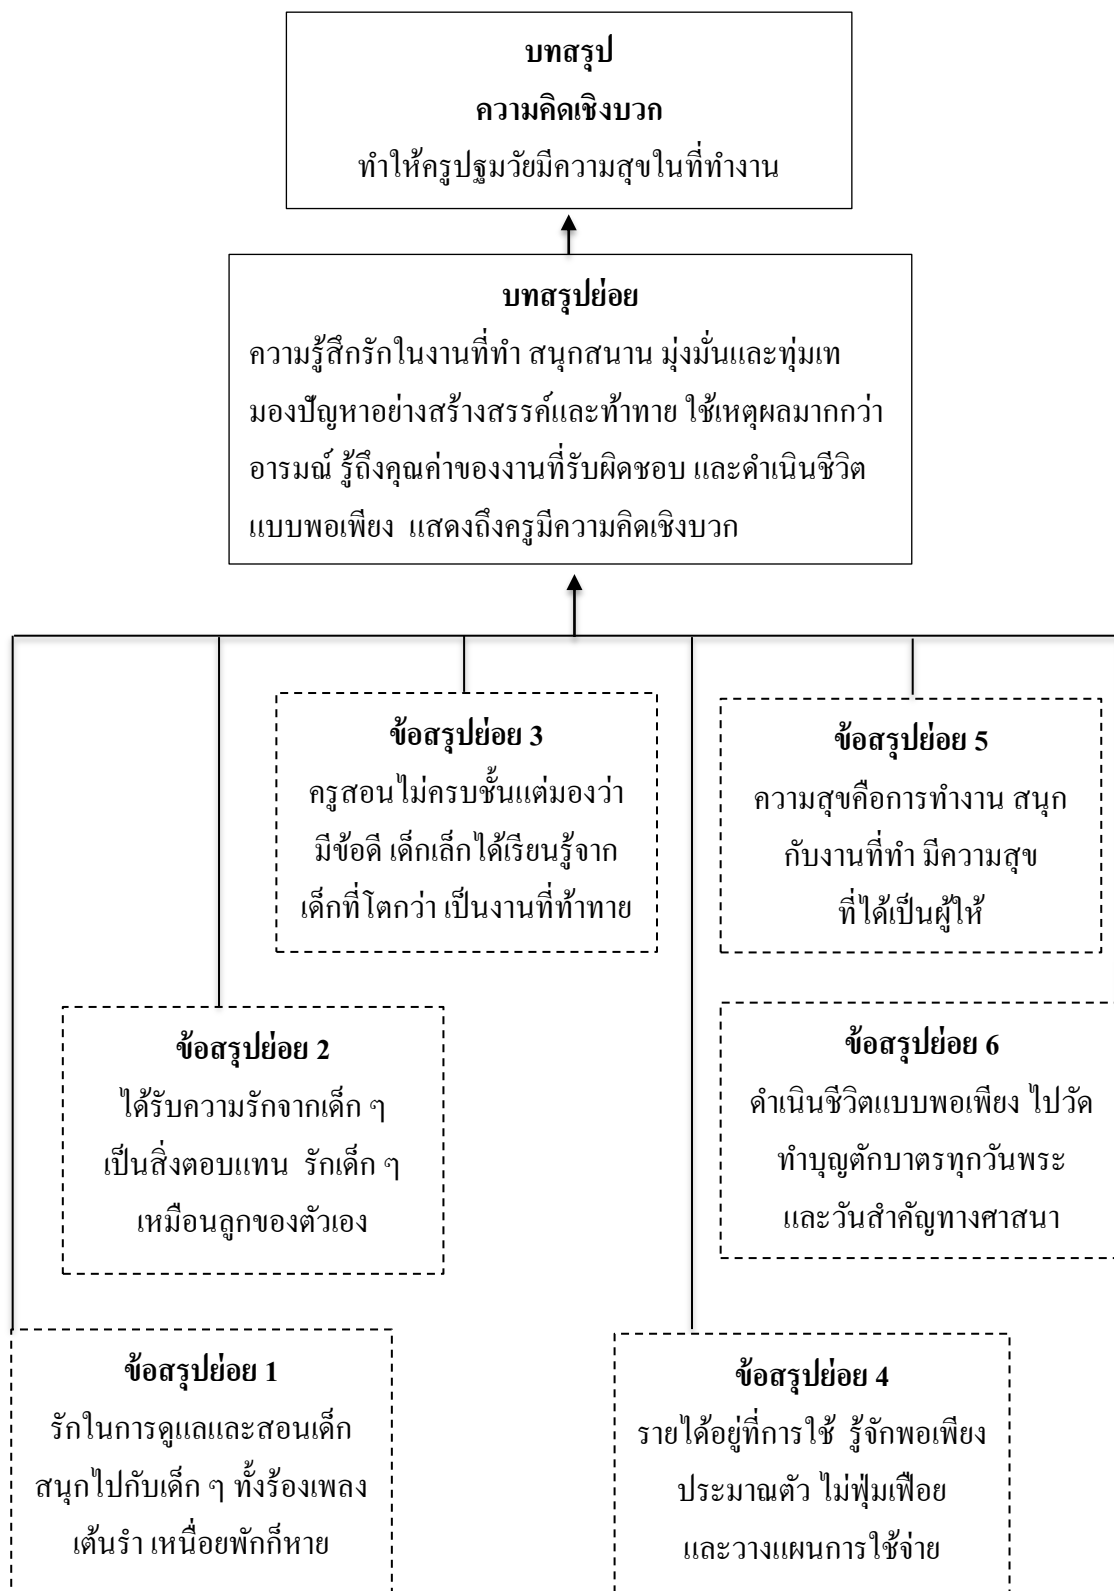 บทสรุป
ความคิดเชิงบวก
ทำให้ครูปฐมวัยมีความสุขในที่ทำงาน
บทสรุปย่อย
ความรู้สึกรักในงานที่ทำ สนุกสนาน มุ่งมั่นและทุ่มเท
มองปัญหาอย่างสร้างสรรค์และท้าทาย ใช้เหตุผลมากกว่า
อารมณ์ รู้ถึงคุณค่าของงานที่รับผิดชอบ และดำเนินชีวิต
แบบพอเพียง แสดงถึงครูมีความคิดเชิงบวก
ข้อสรุปย่อย 3
ครูสอนไม่ครบชั้นแต่มองว่า
มีข้อดี เด็กเล็กได้เรียนรู้จาก
เด็กที่โตกว่า เป็นงานที่ท้าทาย
ข้อสรุปย่อย 5
ความสุขคือการทำงาน สนุก
กับงานที่ทำ มีความสุข
ที่ได้เป็นผู้ให้
ข้อสรุปย่อย 2
ได้รับความรักจากเด็ก ๆ
เป็นสิ่งตอบแทน รักเด็ก ๆ
เหมือนลูกของตัวเอง
ข้อสรุปย่อย 6
ดำเนินชีวิตแบบพอเพียง ไปวัด
ทำบุญตักบาตรทุกวันพระ
และวันสำคัญทางศาสนา
ข้อสรุปย่อย 1
รักในการดูแลและสอนเด็ก
สนุกไปกับเด็ก ๆ ทั้งร้องเพลง
เต้นรำ เหนื่อยพักก็หาย
ข้อสรุปย่อย 4
รายได้อยู่ที่การใช้ รู้จักพอเพียง
ประมาณตัว ไม่ฟุ่มเฟือย
และวางแผนการใช้จ่าย